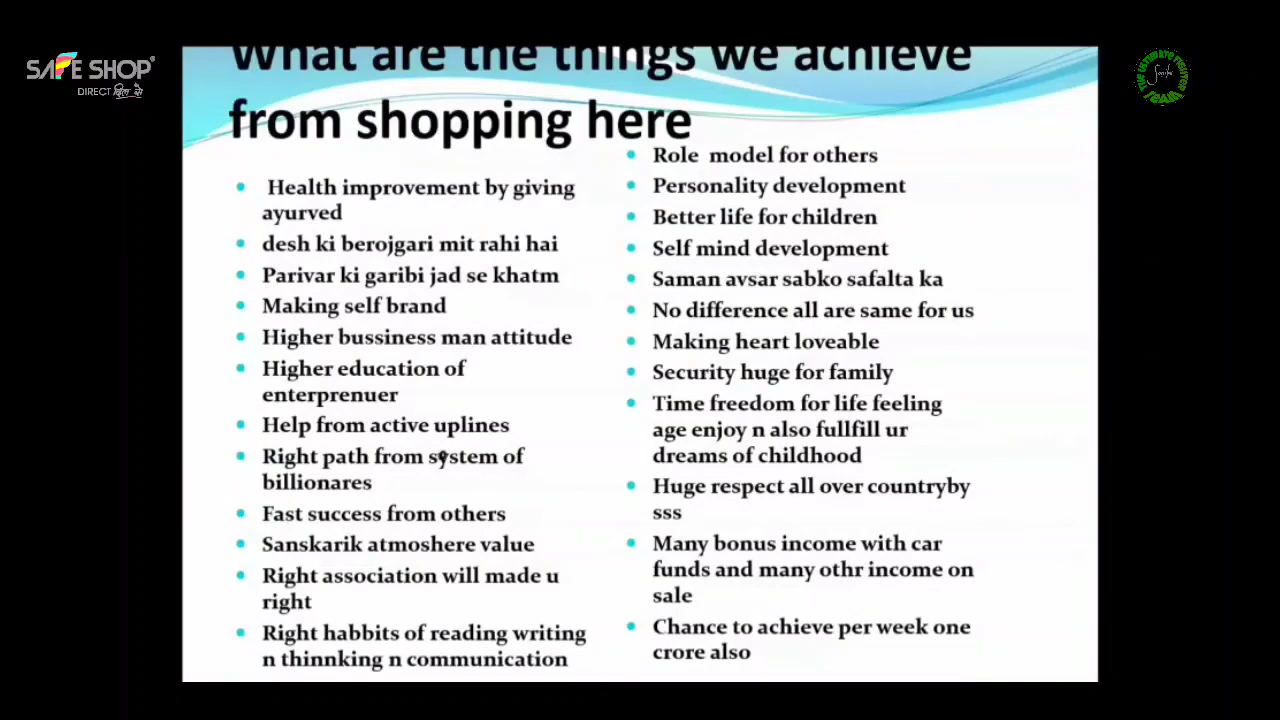 SAFE SHOP
DIRECT दिल से
THE ULTIMATE FIGHTER
TEAM
What are the things we achieve
from shopping here
Health improvement by giving
ayurved
desh ki berojgari mit rahi hai
Parivar ki garibi jad se khatm
Making self brand
Higher bussiness man attitude
Higher education of
enterprenuer
Help from active uplines
Right path from system of
billionares
Fast success from others
Sanskarik atmoshere value
Right association will made u
right
Right habbits of reading writing
n thinnking n communication
Role model for others
Personality development
Better life for children
Self mind development
Saman avsar sabko safalta ka
No difference all are same for us
Making heart loveable
Security huge for family
Time freedom for life feeling
age enjoy n also fullfill ur
dreams of childhood
Huge respect all over countryby
sss
Many bonus income with car
funds and many othr income on
sale
Chance to achieve per week one
crore also